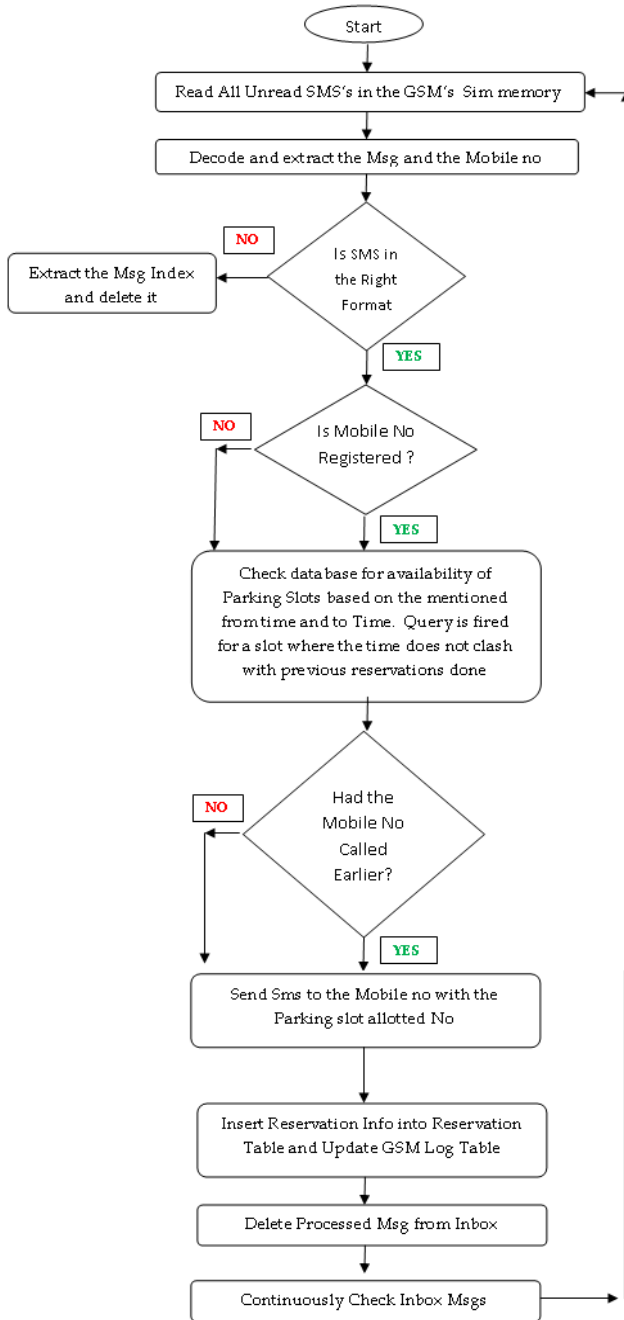 Start
Read All Unread SMS's in the GSM's Sim memory
Decode and extract the Msg and the Mobile no
NO
Is SMS in
the Right
Format
Extract the Msg Index
and delete it
YES
NO
Is Mobile No
Registered ?
YES
Check database for availability of
Parking Slots based on the mentioned
from time and to Time. Query is fired
for a slot where the time does not clash
with previous reservations done
NO
Had the
Mobile No
Called
Earlier?
YES
Send Sms to the Mobile no with the
Parking slot allotted No
Insert Reservation Info into Reservation
Table and Update GSM Log Table
Delete Processed Msg from Inbox
Continuously Check Inbox Msgs